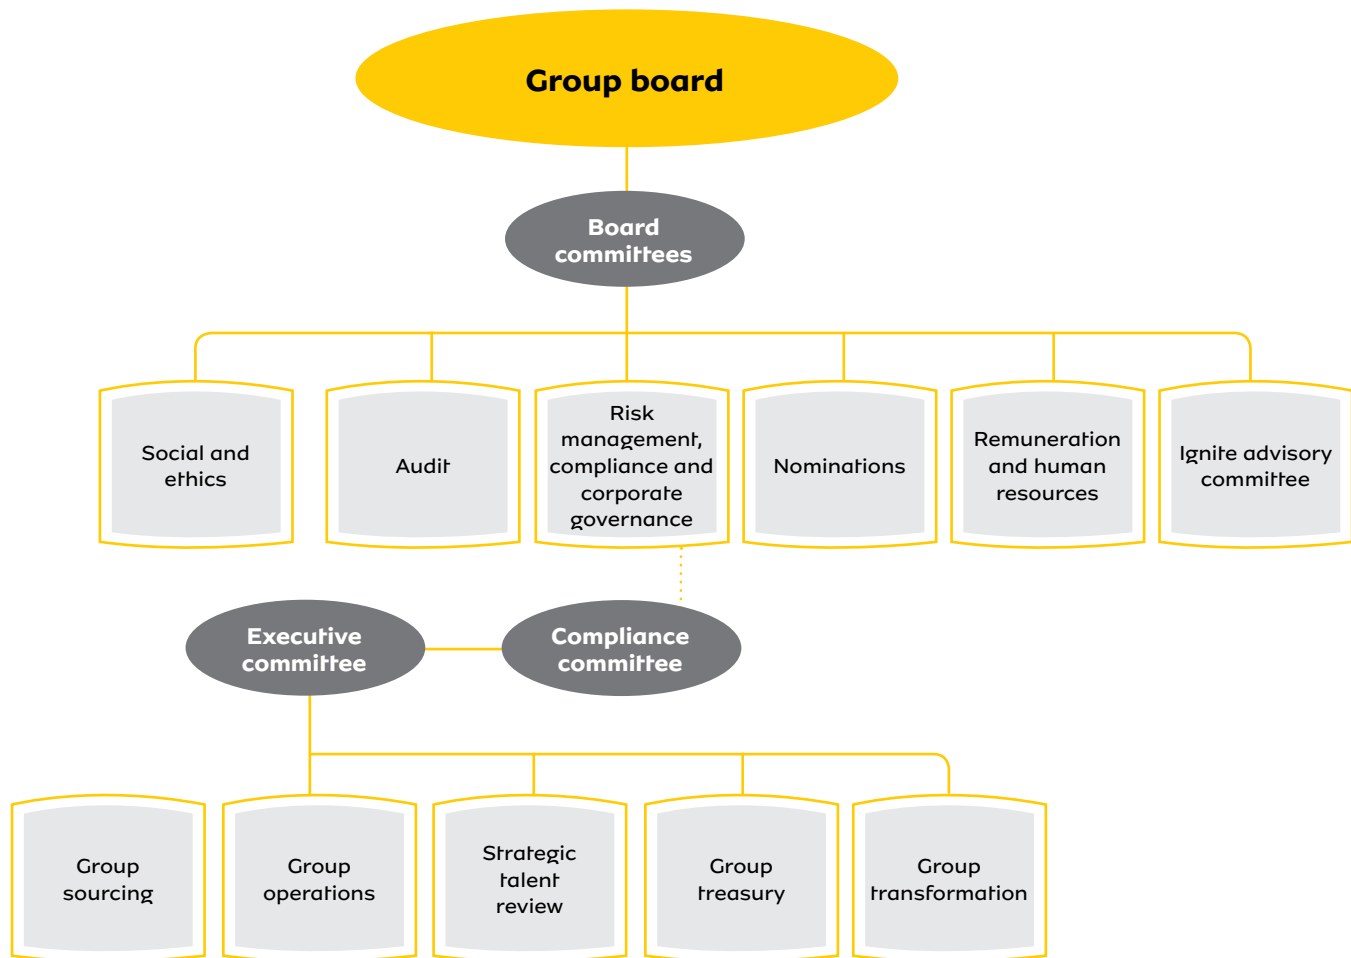 Group board
Board
committees
Social and
ethics
Audit
Risk
management,
compliance and
corporate
governance
Nominations
Remuneration
and human
resources
Ignite advisory
committee
Executive
committee
Compliance
committee
Group
sourcing
Group
operations
Strategic
talent
review
Group
treasury
Group
transformation